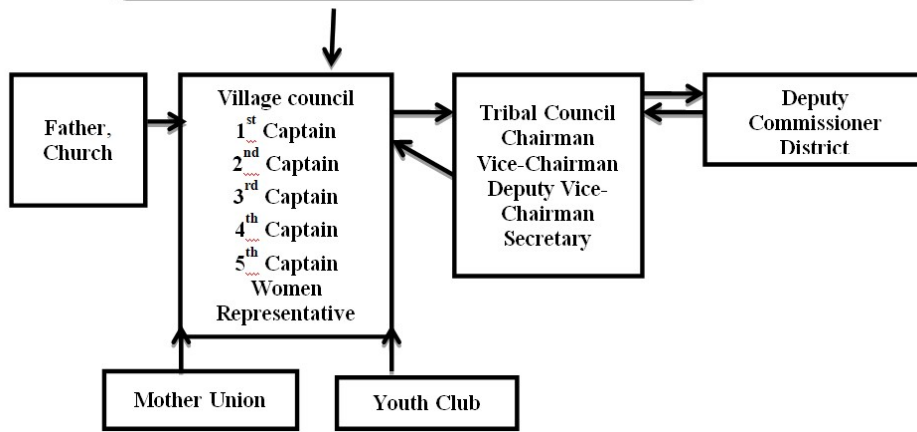 Father,
Church
Village council
1st Captain
2nd Captain
3rd Captain
4th Captain
5th Captain
Women
Representative
Tribal Council
Chairman
Vice-Chairman
Deputy Vice-
Chairman
Secretary
Deputy
Commissioner
District
Mother Union
Youth Club